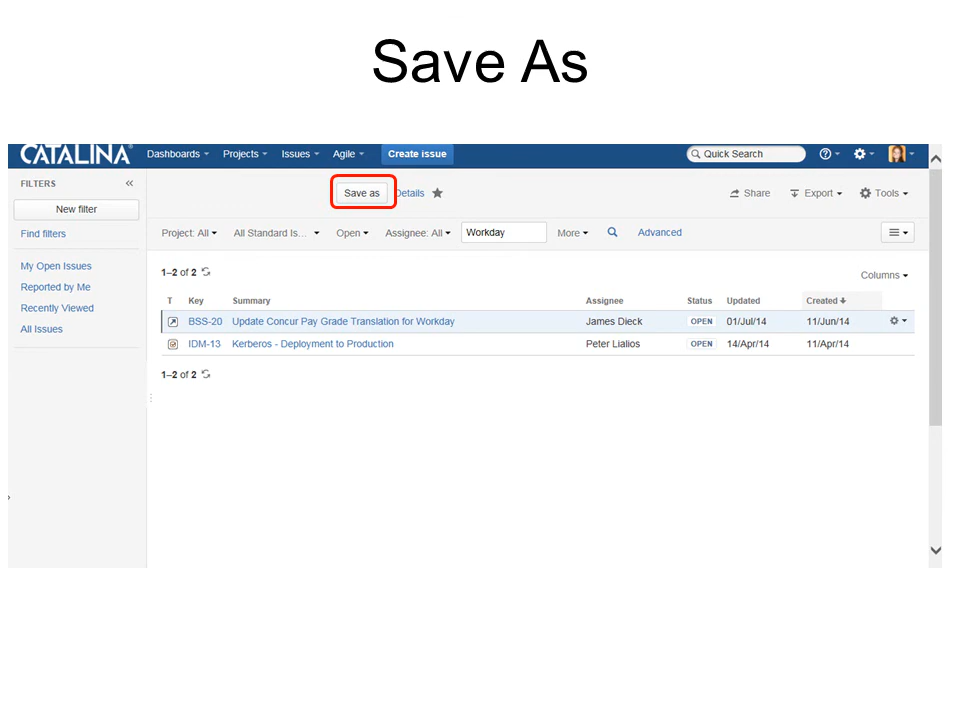 Save As
CATALINA® Dashboards Projects Issues Agile Create issue Quick Search
FILTERS
Save as Details Share Export Tools
New filter
Find filters
Project: All All Standard Is... Open Assignee: All Workday More Advanced
My Open Issues
Reported by Me
Recently Viewed
All Issues
1–2 of 2
Columns
T Key Summary Assignee Status Updated Created
BSS-20 Update Concur Pay Grade Translation for Workday James Dieck OPEN 01/Jul/14 11/Jun/14
IDM-13 Kerberos - Deployment to Production Peter Lialios OPEN 14/Apr/14 11/Apr/14
1–2 of 2